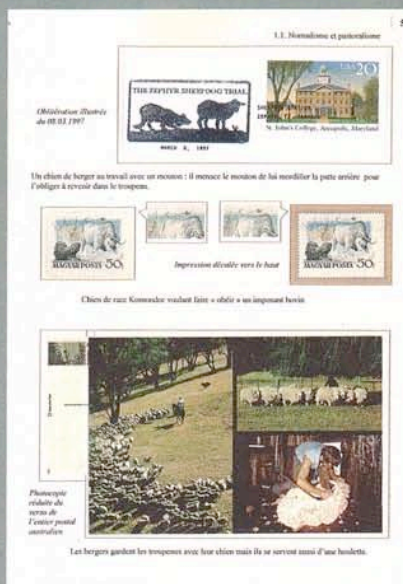 1.1. Nomadisme et pastoralisme
THE ZEPHYR SHEEPDOG TRIAL
MARCH 8, 1997
USA 20
St. John's College, Annapolis, Maryland
Oblitération illustrée
du 08.03.1997
Un chien de berger au travail avec un mouton : il menace le mouton de lui mordiller la patte arrière pour
l'obliger à revenir dans le troupeau.
MAGYAR POSTA 50f
Impression décalée vers le haut
MAGYAR POSTA 50f
Chien de race Komondor voulant faire « obéir » un imposant bovin
Photocopie
réduite du
verso de
l'entier postal
australien
Les bergers gardent les troupeaux avec leur chien mais ils se servent aussi d'une houlette.